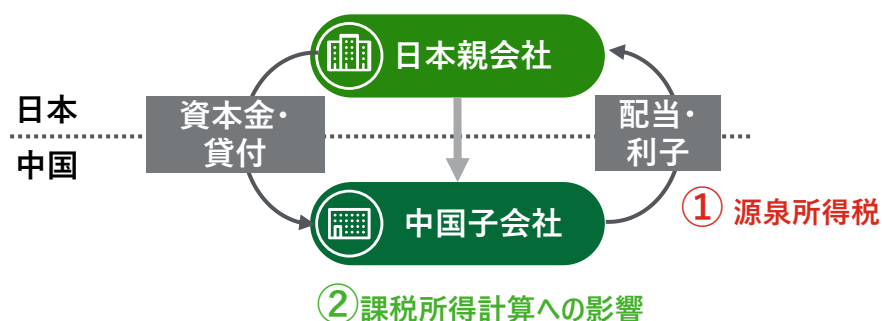 日本親会社
日本
資本金・
貸付
配当・
利子
中国
中国子会社
① 源泉所得税
②課税所得計算への影響